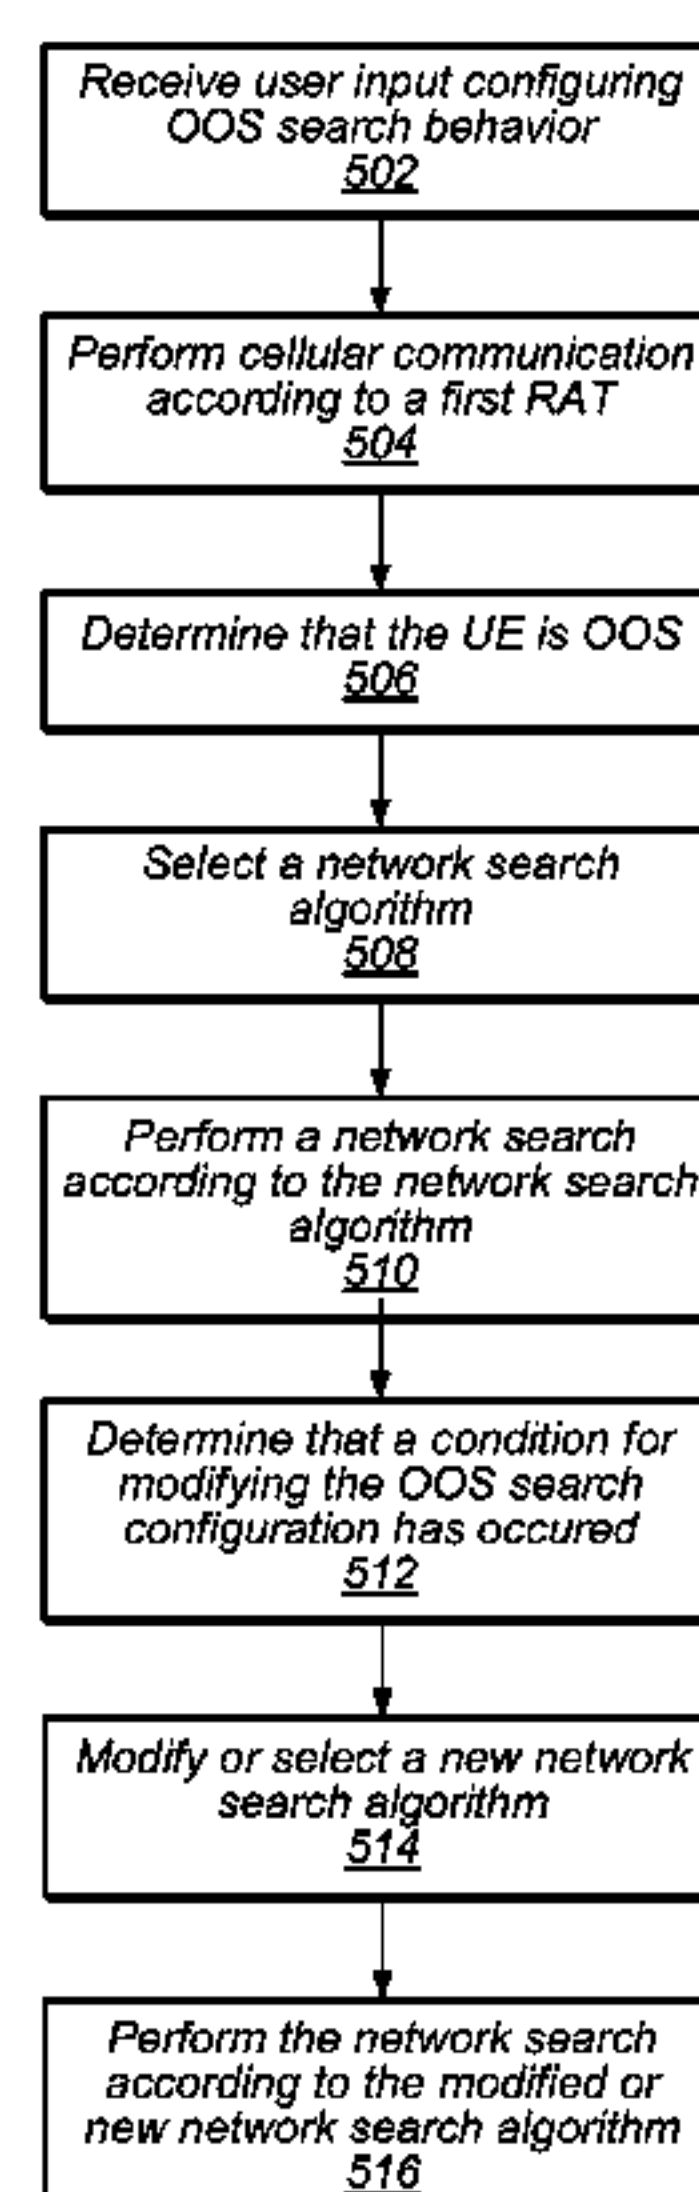 Receive user input configuring
OOS search behavior
502
Perform cellular communication
according to a first RAT
504
Determine that the UE is OOS
506
Select a network search
algorithm
508
Perform a network search
according to the network search
algorithm
510
Determine that a condition for
modifying the OOS search
configuration has occured
512
Modify or select a new network
search algorithm
514
Perform the network search
according to the modified or
new network search algorithm
516